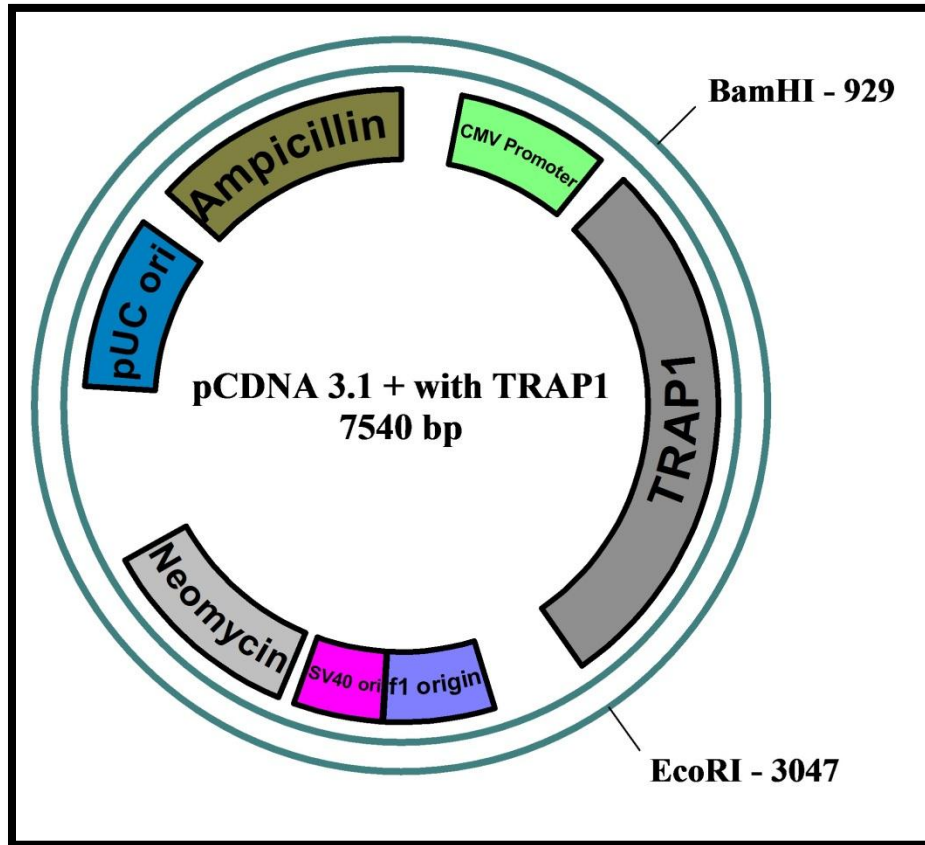 BamHI - 929
Ampicillin
CMV Promoter
pUC ori
pCDNA 3.1 + with TRAP1
7540 bp
TRAP1
Neomycin
SV40 ori
f1 origin
EcoRI - 3047